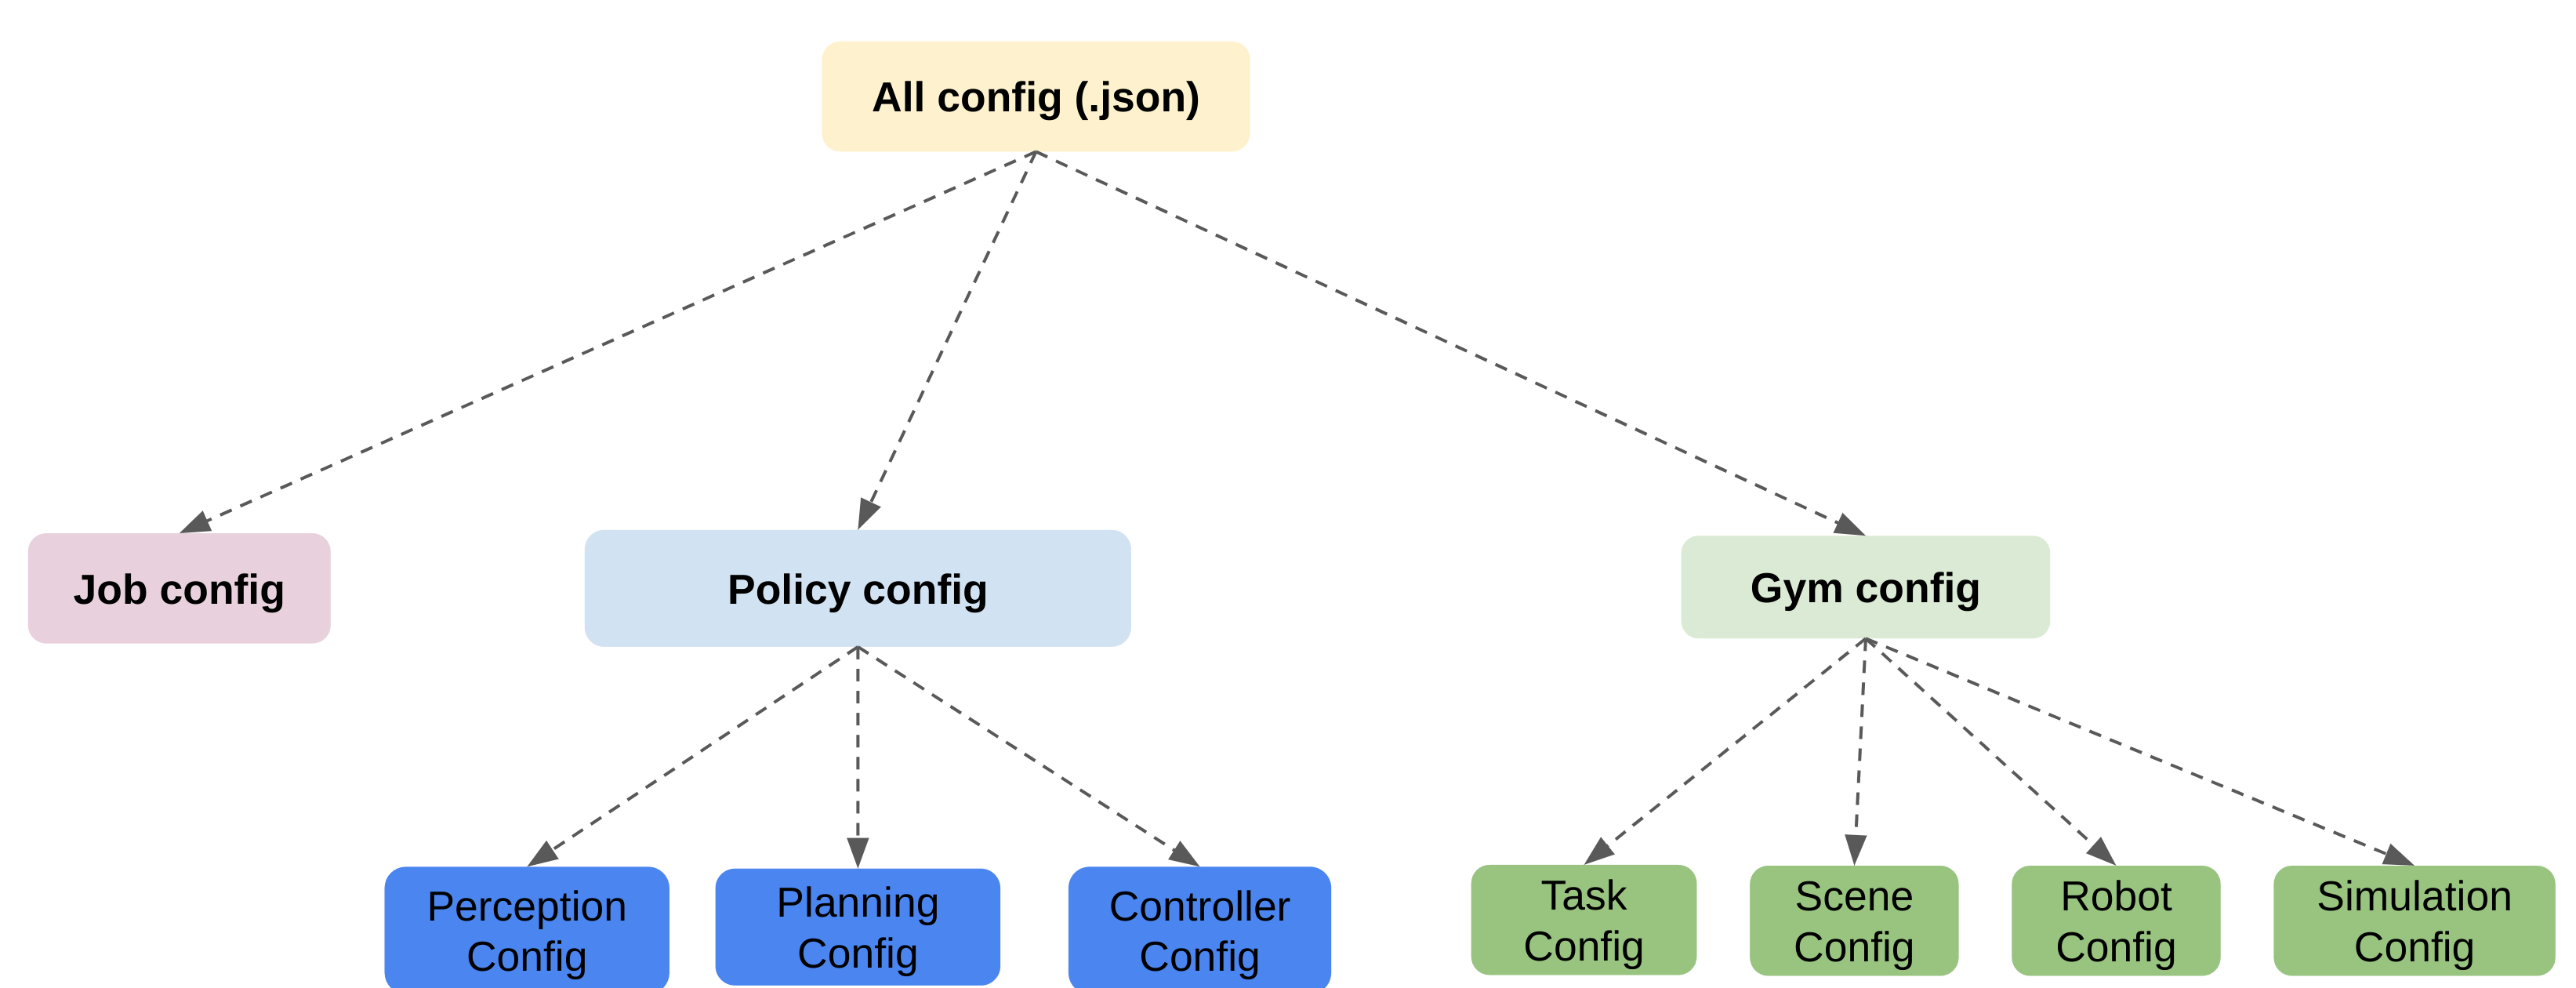 All config (.json)
Job config
Policy config
Gym config
Perception
Config
Planning
Config
Controller
Config
Task
Config
Scene
Config
Robot
Config
Simulation
Config